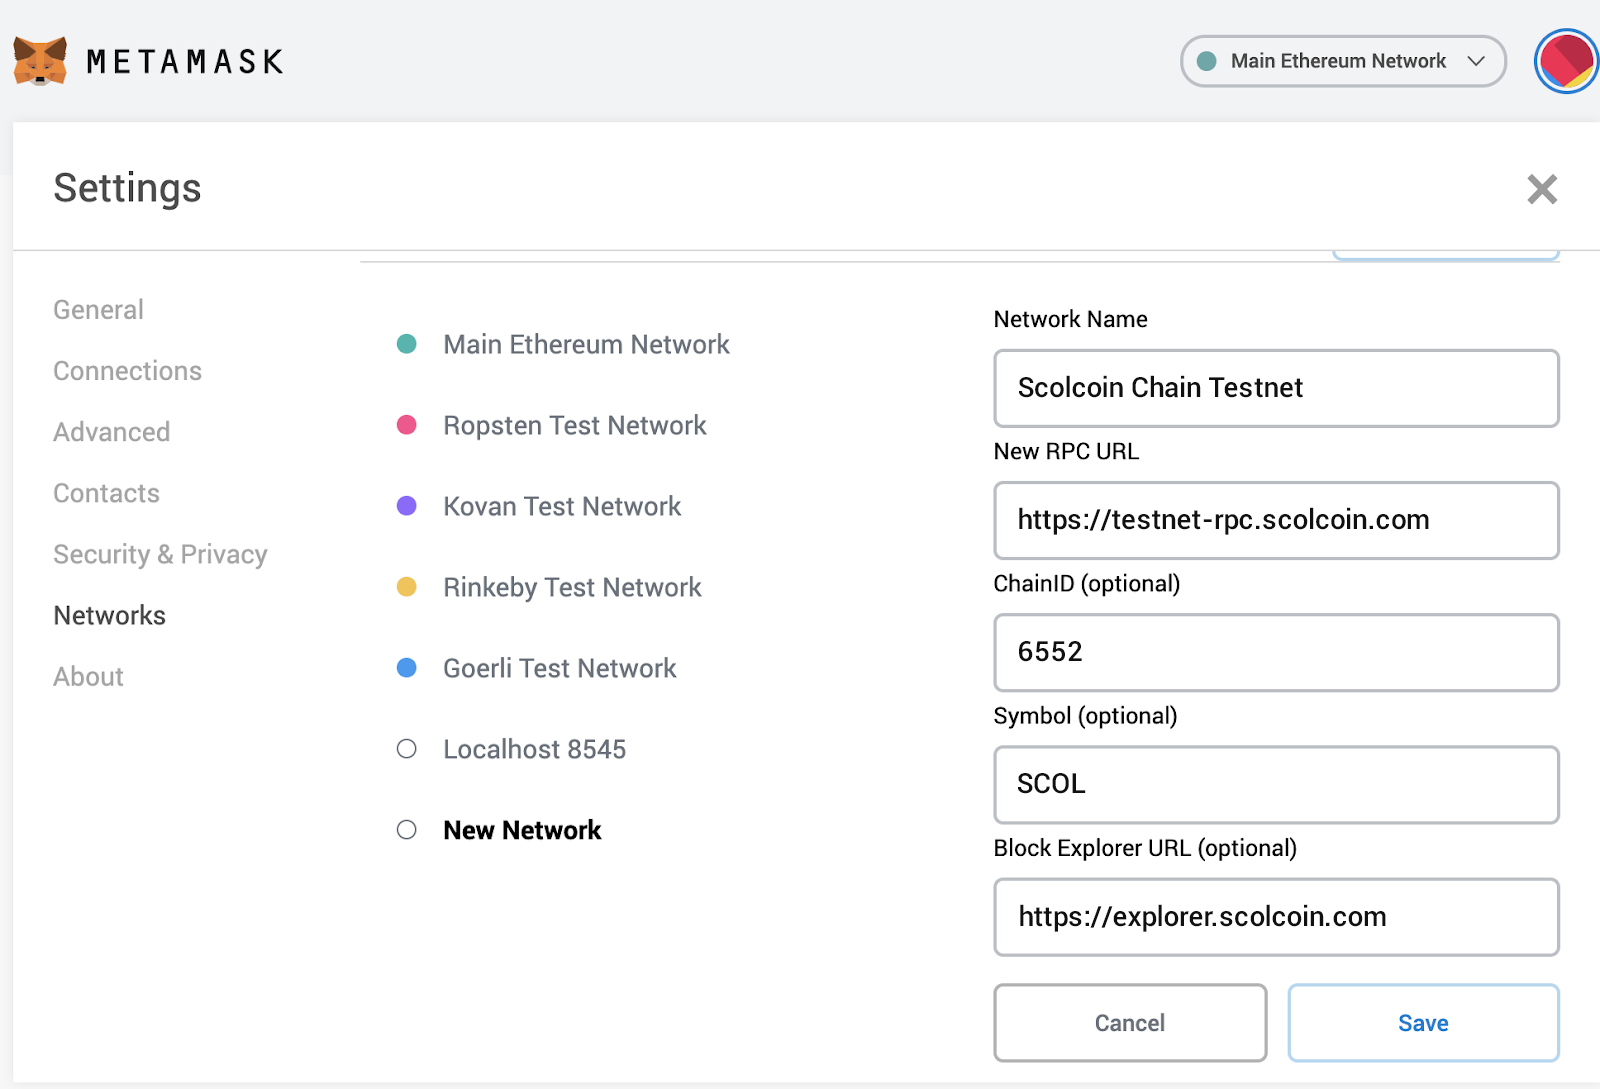 METAMASK
Main Ethereum Network
Settings
General
Connections
Advanced
Contacts
Security & Privacy
Networks
About
Main Ethereum Network
Ropsten Test Network
Kovan Test Network
Rinkeby Test Network
Goerli Test Network
Localhost 8545
New Network
Network Name
Scolcoin Chain Testnet
New RPC URL
https://testnet-rpc.scolcoin.com
ChainID (optional)
6552
Symbol (optional)
SCOL
Block Explorer URL (optional)
https://explorer.scolcoin.com
Cancel
Save